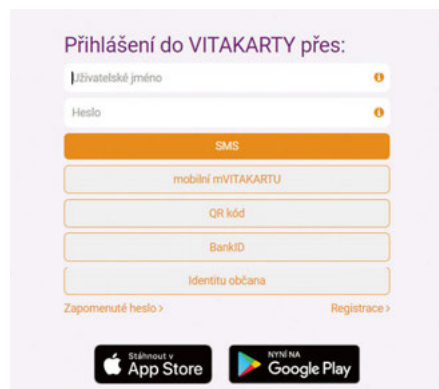 Přihlášení do VITAKARTY přes:
Uživatelské jméno
Heslo
SMS
mobilní mVITAKARTU
QR kód
BankID
Identitu občana
Zapomenuté heslo > Registrace >
Stáhnout v NYNÍ NA
App Store Google Play